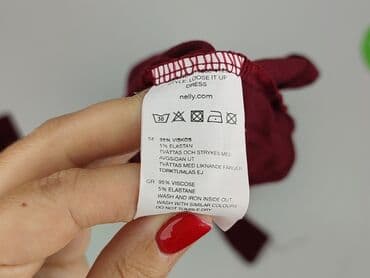 STYLE: LOOSE IT UP
DRESS
nelly.com
30
SE 95% VISKOS
5% ELASTAN
TVÄTTAS OCH STRYKES MED
AVIGSIDAN UT
TVÄTTAS MED LIKNANDE FÄRGER
TORKTUMLAS EJ
GB 95% VISCOSE
5% ELASTANE
WASH AND IRON INSIDE OUT
WASH WITH SIMILAR COLOURS
DO NOT TUMBLE DRY